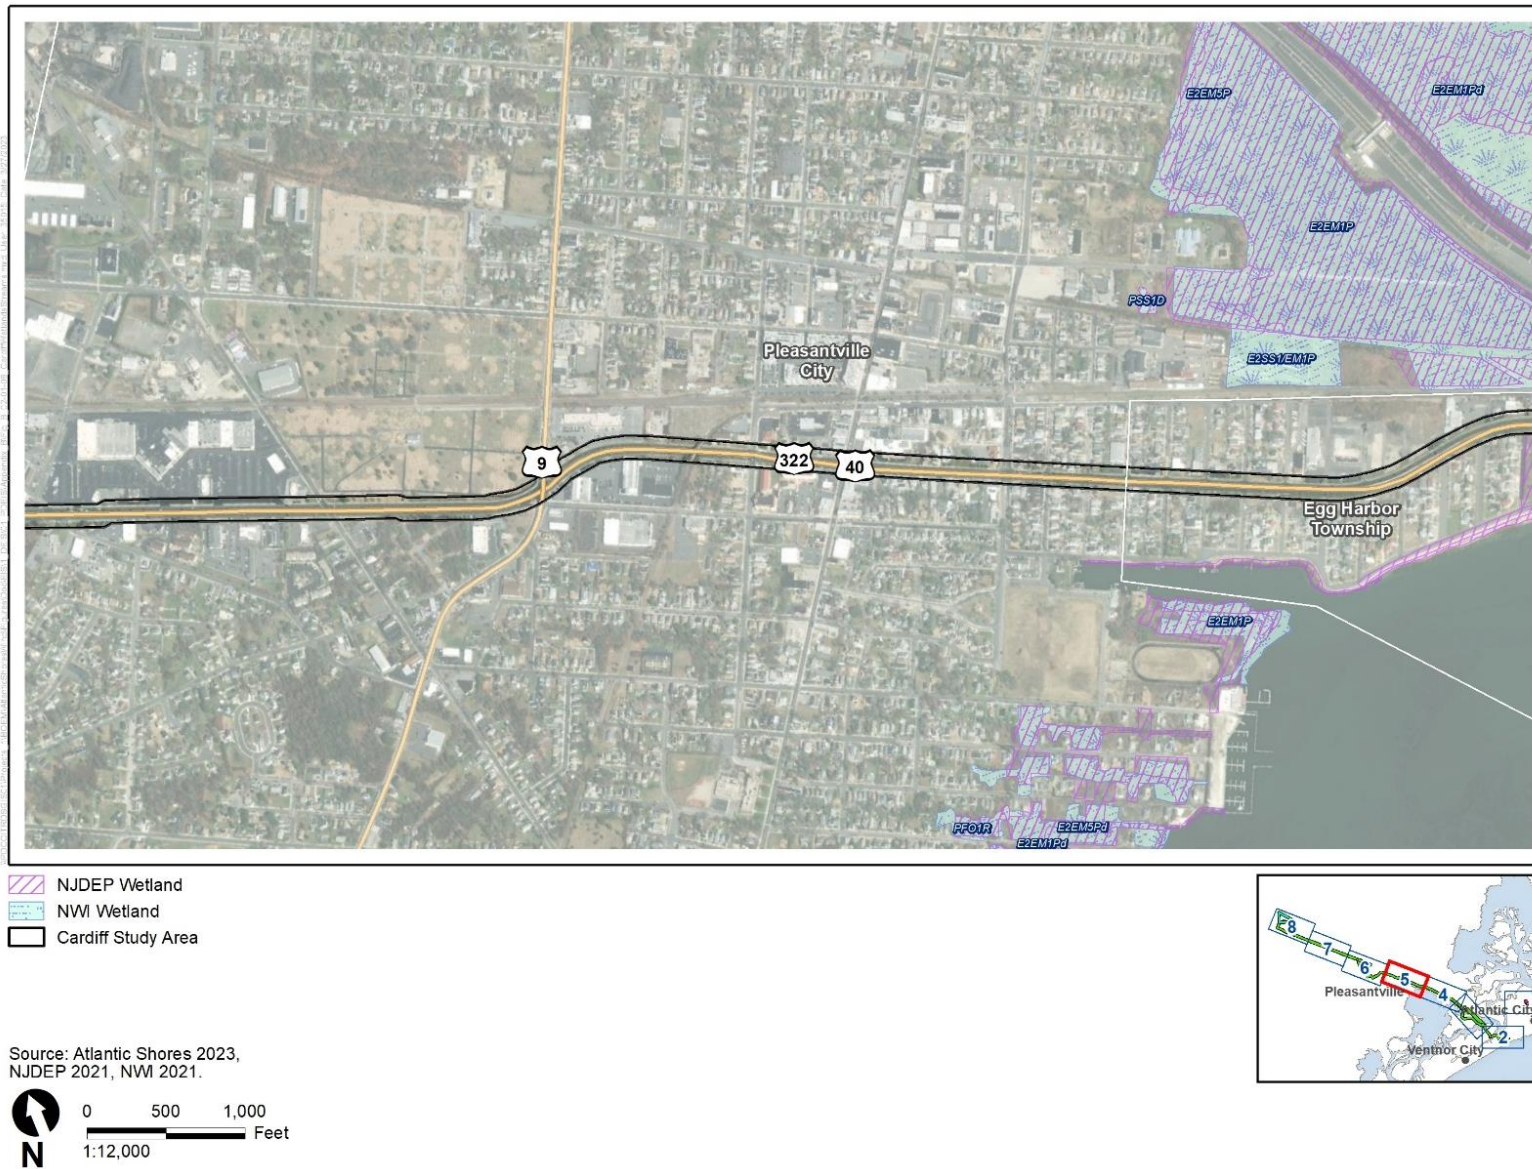 E2EM5P
E2EM1Pd
E2EM1P
PSS1D
E2SS1/EM1P
Pleasantville
City
9
322
40
Egg Harbor
Township
E2EM1P
PFO1R
E2EM5Pd
E2EM1Pd
NJDEP Wetland
NWI Wetland
Cardiff Study Area
8
7
6
5
4
2
Pleasantville
Atlantic City
Ventnor City
Source: Atlantic Shores 2023,
NJDEP 2021, NWI 2021.
0 500 1,000
Feet
1:12,000
N